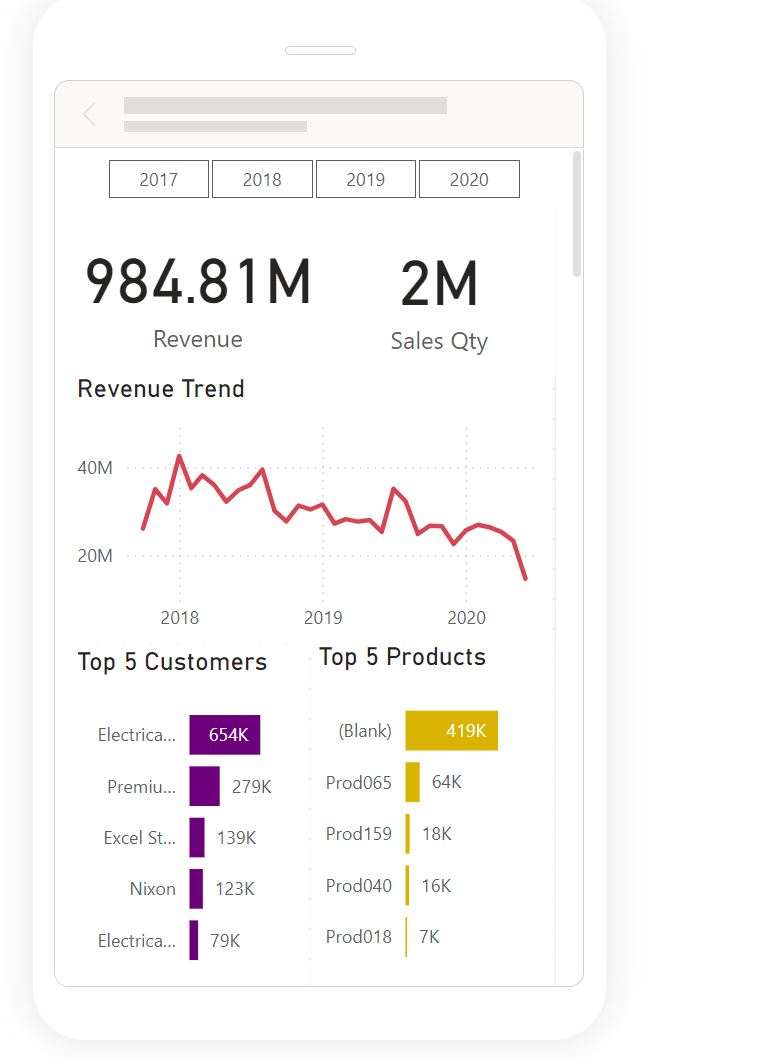 2017 2018 2019 2020
984.81M 2M
Revenue Sales Qty
Revenue Trend
40M
20M
2018 2019 2020
Top 5 Customers
Electrica... 654K
Premiu... 279K
Excel St... 139K
Nixon 123K
Electrica... 79K
Top 5 Products
(Blank) 419K
Prod065 64K
Prod159 18K
Prod040 16K
Prod018 7K